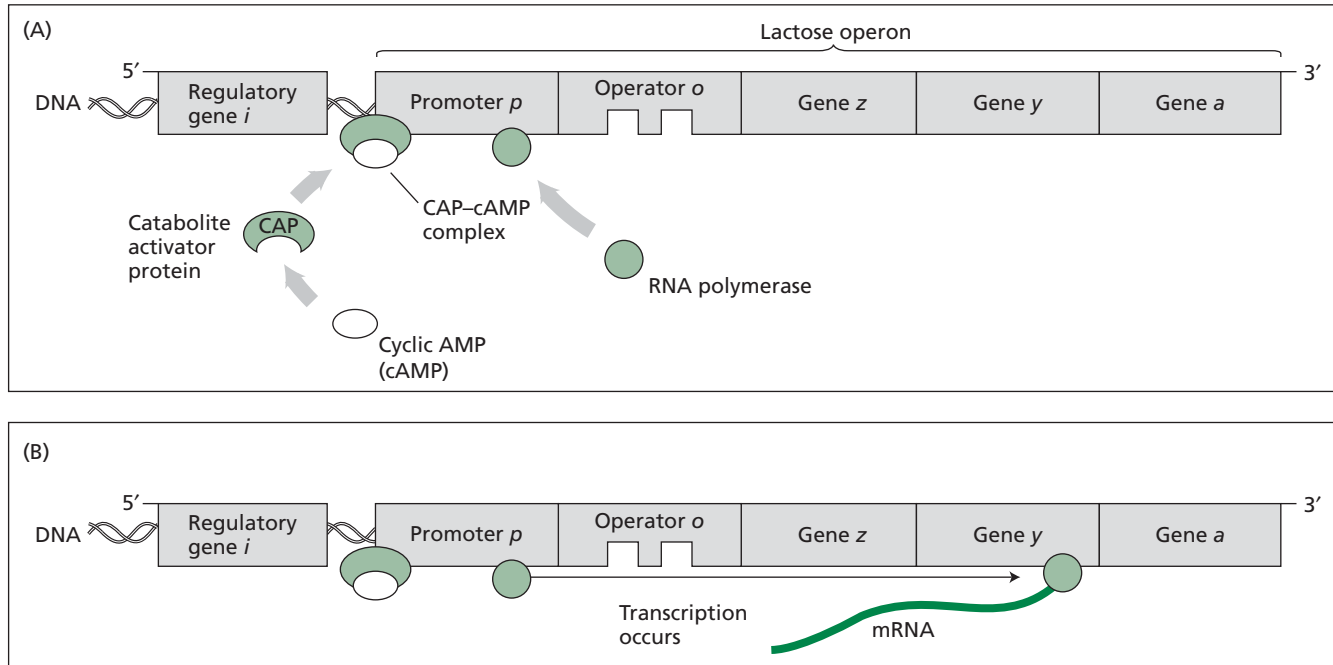 (A)
Lactose operon
5′
3′
DNA
Regulatory
gene i
Promoter p
Operator o
Gene z
Gene y
Gene a
CAP–cAMP
complex
Catabolite
activator
protein
CAP
RNA polymerase
Cyclic AMP
(cAMP)
(B)
5′
3′
DNA
Regulatory
gene i
Promoter p
Operator o
Gene z
Gene y
Gene a
Transcription
occurs
mRNA